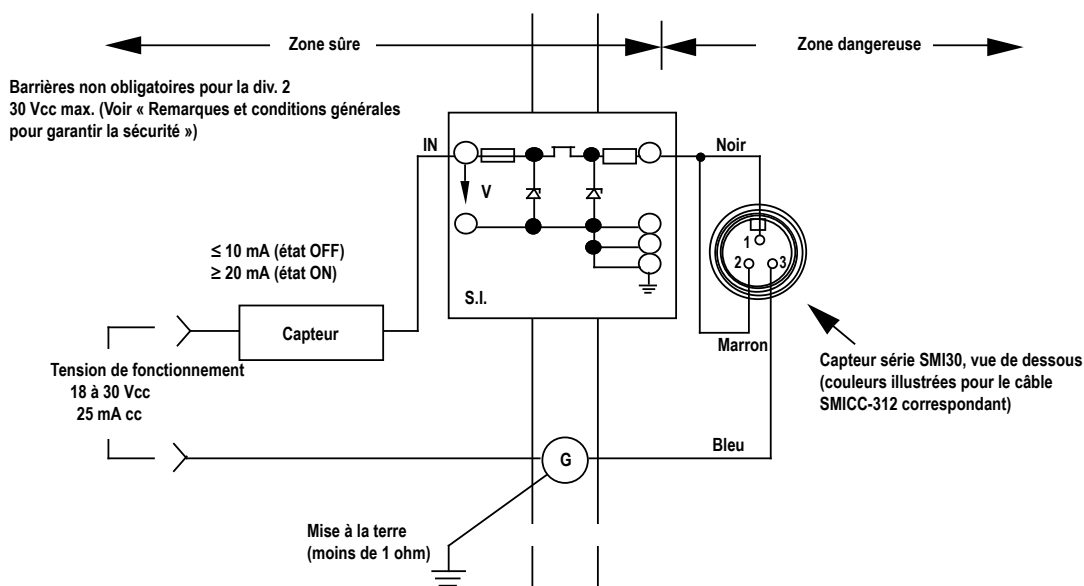 Zone sûre
Zone dangereuse
Barrières non obligatoires pour la div. 2
30 Vcc max. (Voir « Remarques et conditions générales
pour garantir la sécurité »)
IN
Noir
V
1
2
3
≤ 10 mA (état OFF)
≥ 20 mA (état ON)
S.I.
Capteur
Marron
Capteur série SMI30, vue de dessous
(couleurs illustrées pour le câble
SMICC-312 correspondant)
Tension de fonctionnement
18 à 30 Vcc
25 mA cc
Bleu
G
Mise à la terre
(moins de 1 ohm)